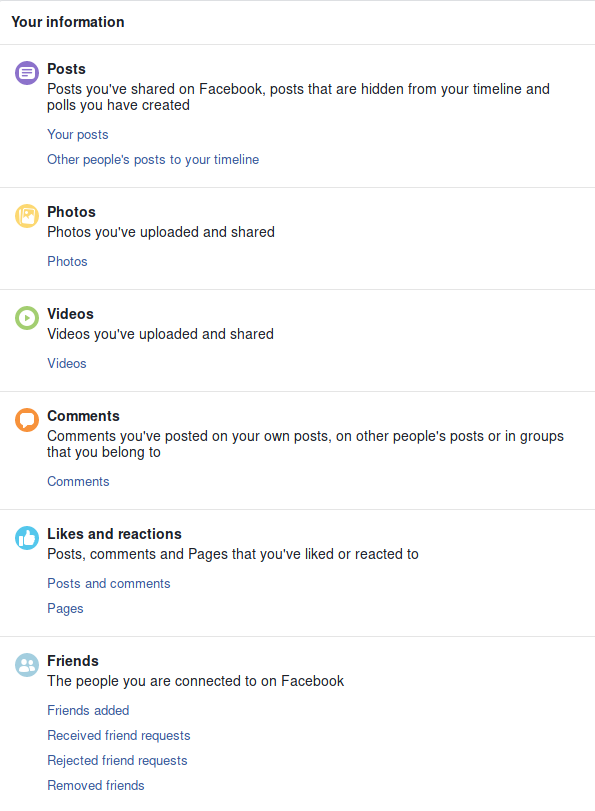 Your information
Posts
Posts you've shared on Facebook, posts that are hidden from your timeline and
polls you have created
Your posts
Other people's posts to your timeline
Photos
Photos you've uploaded and shared
Photos
Videos
Videos you've uploaded and shared
Videos
Comments
Comments you've posted on your own posts, on other people's posts or in groups
that you belong to
Comments
Likes and reactions
Posts, comments and Pages that you've liked or reacted to
Posts and comments
Pages
Friends
The people you are connected to on Facebook
Friends added
Received friend requests
Rejected friend requests
Removed friends